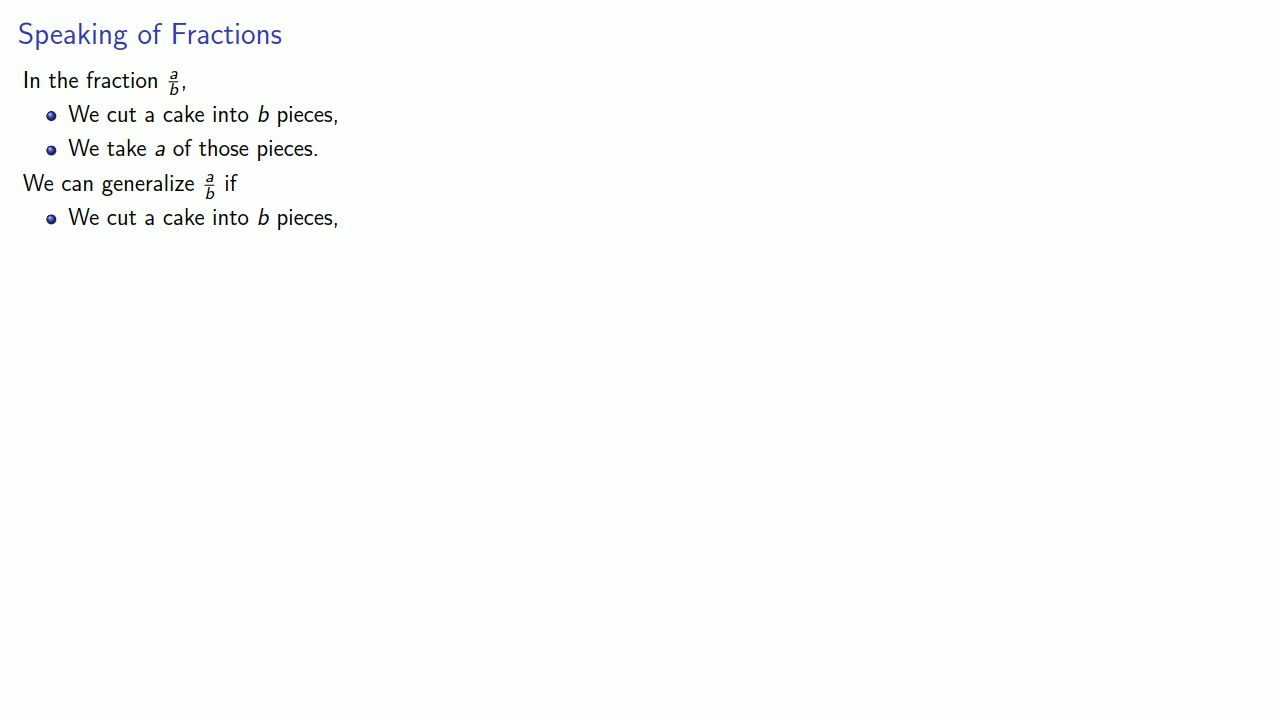 Speaking of Fractions
In the fraction a/b,
We cut a cake into b pieces,
We take a of those pieces.
We can generalize a/b if
We cut a cake into b pieces,